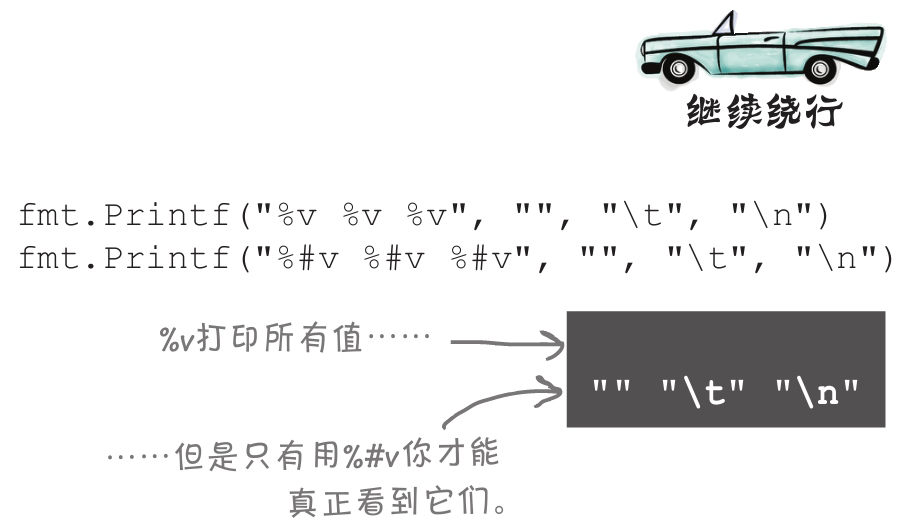 继续绕行
fmt.Printf("%v %v %v", "", "\t", "\n")
fmt.Printf("%#v %#v %#v", "", "\t", "\n")
%v打印所有值……
"" "\t" "\n"
……但是只有用%#v你才能
真正看到它们。